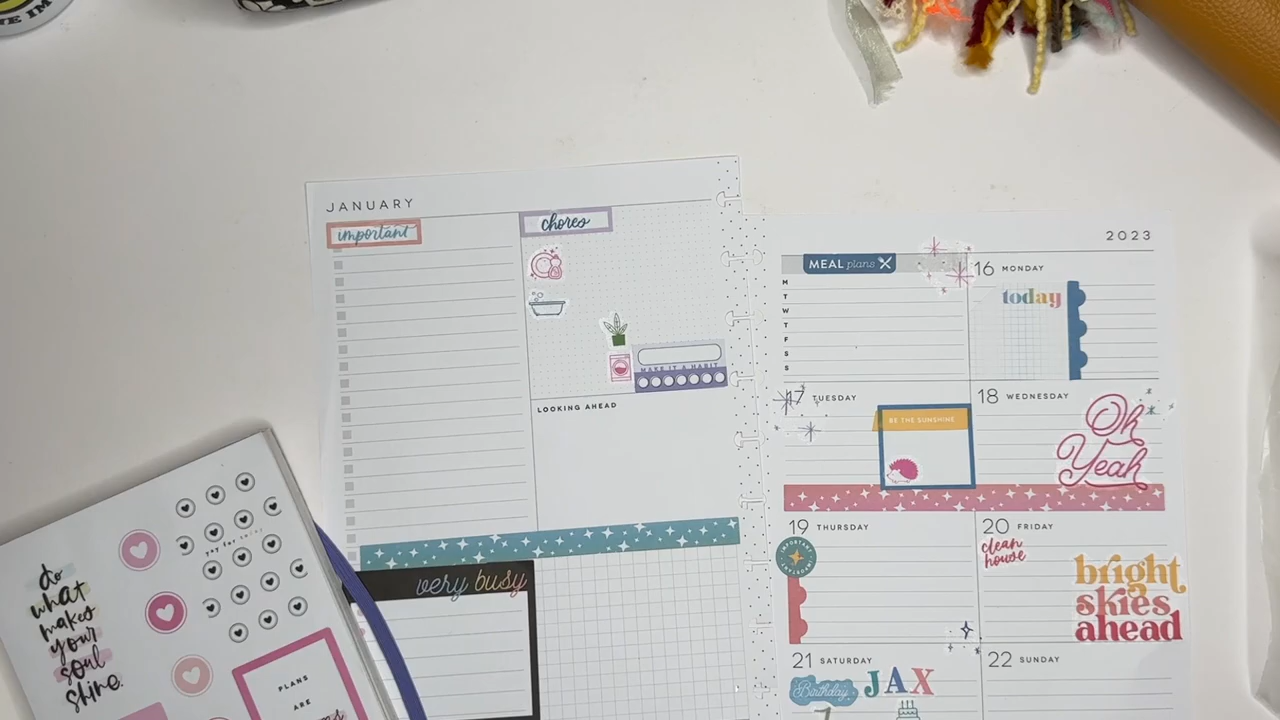 JANUARY
important
chores
MAKE IT A HABIT
LOOKING AHEAD
very busy
2023
MEAL plans
M
T
W
T
F
S
S
16 MONDAY
today
17 TUESDAY
BE THE SUNSHINE
18 WEDNESDAY
Oh
Yeah
19 THURSDAY
IMPORTANT
IMPORTANT
20 FRIDAY
clean
house
bright
skies
ahead
21 SATURDAY
Birthday
JAX
22 SUNDAY
do
what
makes
your
soul
shine.
PLANS
ARE